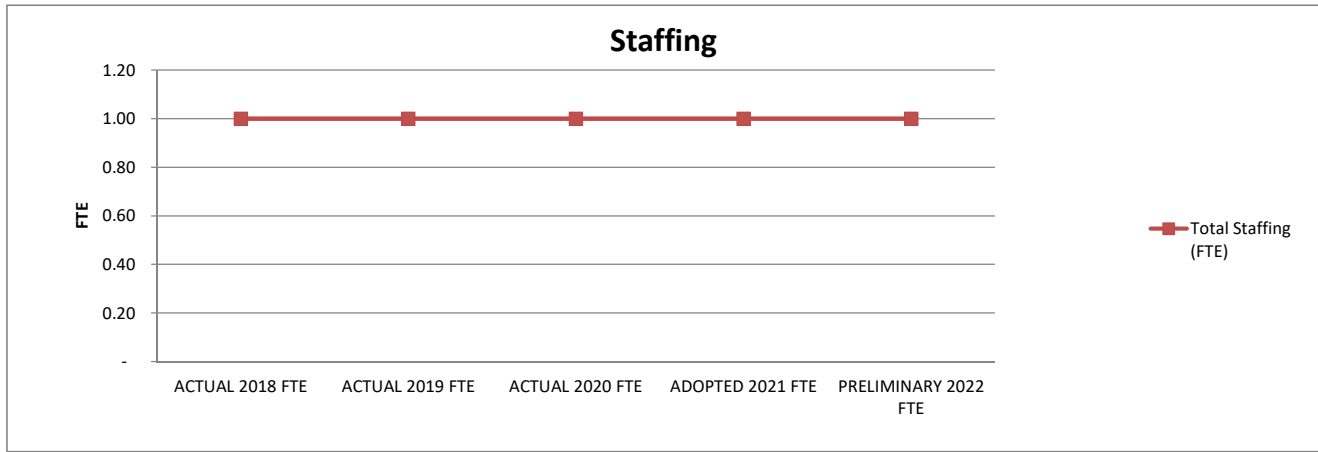 Staffing
1.20
1.00
0.80
0.60
0.40
0.20
-
FTE
ACTUAL 2018 FTE
ACTUAL 2019 FTE
ACTUAL 2020 FTE
ADOPTED 2021 FTE
PRELIMINARY 2022
FTE
Total Staffing
(FTE)